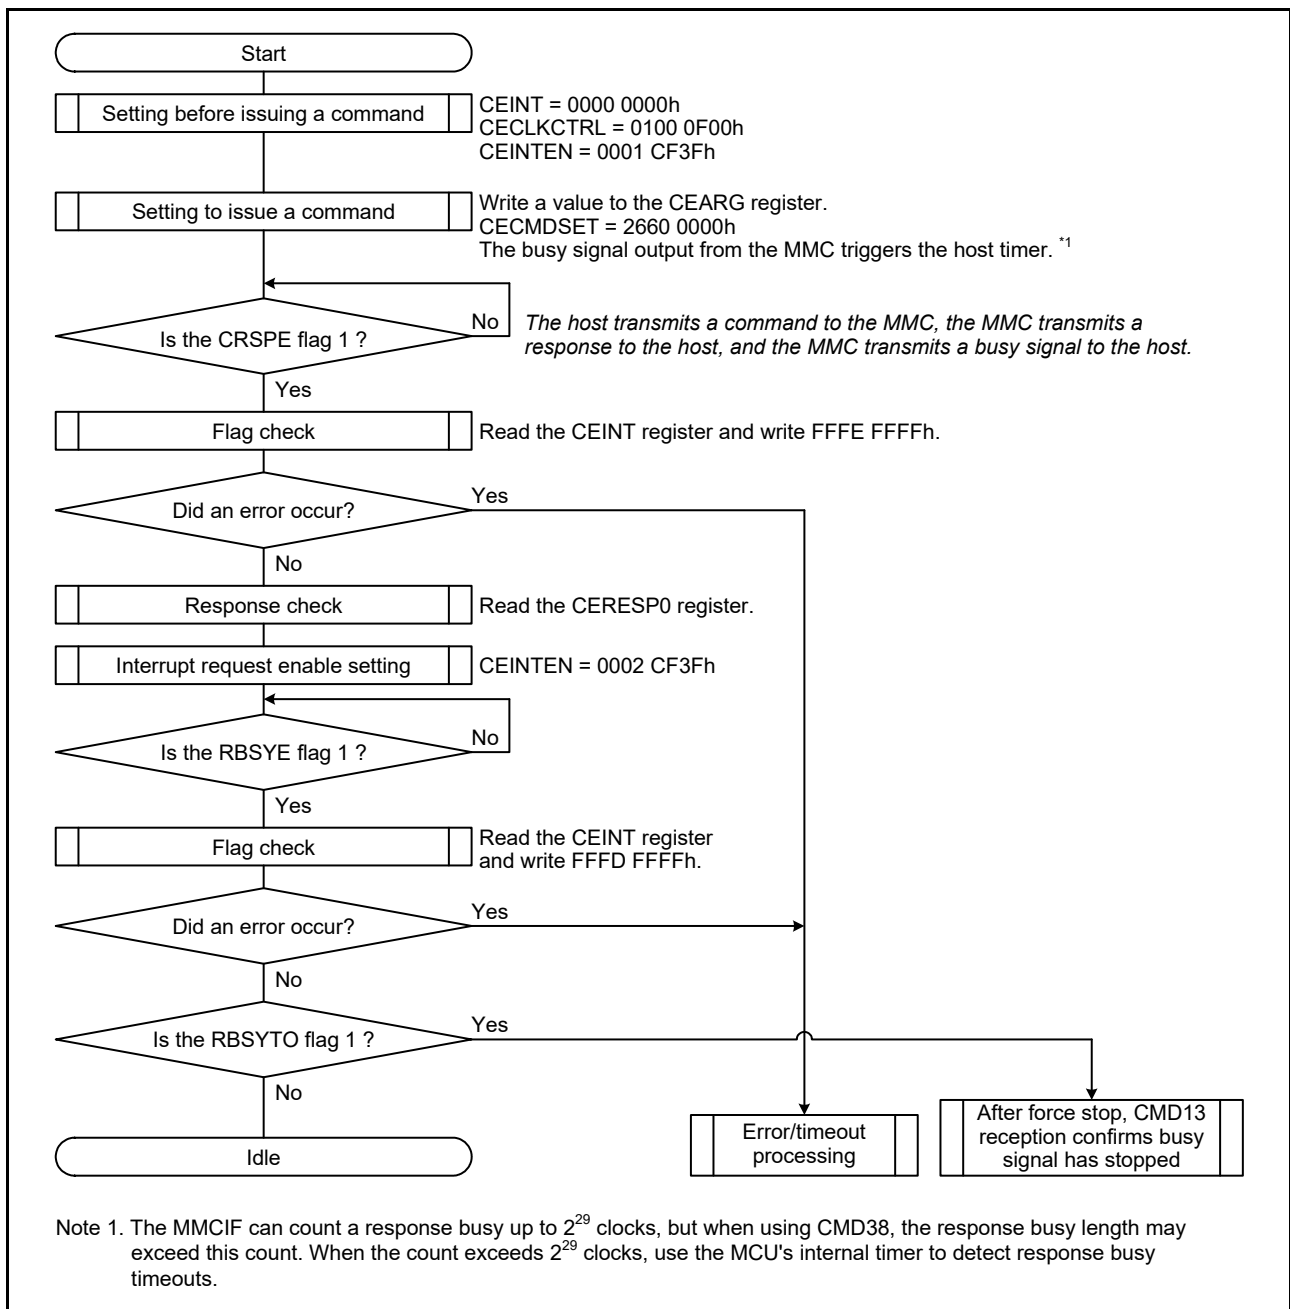 Start
Setting before issuing a command
CEINT = 0000 0000h
CECLKCTRL = 0100 0F00h
CEINTEN = 0001 CF3Fh
Setting to issue a command
Write a value to the CEARG register.
CECMDSET = 2660 0000h
The busy signal output from the MMC triggers the host timer. *1
Is the CRSPE flag 1 ?
No
The host transmits a command to the MMC, the MMC transmits a
response to the host, and the MMC transmits a busy signal to the host.
Yes
Flag check
Read the CEINT register and write FFFE FFFFh.
Did an error occur?
Yes
No
Response check
Read the CERESP0 register.
Interrupt request enable setting
CEINTEN = 0002 CF3Fh
Is the RBSYE flag 1 ?
No
Yes
Flag check
Read the CEINT register
and write FFFD FFFFh.
Did an error occur?
Yes
No
Is the RBSYTO flag 1 ?
Yes
No
Idle
Error/timeout
processing
After force stop, CMD13
reception confirms busy
signal has stopped
Note 1. The MMCIF can count a response busy up to 2^29 clocks, but when using CMD38, the response busy length may
exceed this count. When the count exceeds 2^29 clocks, use the MCU's internal timer to detect response busy
timeouts.